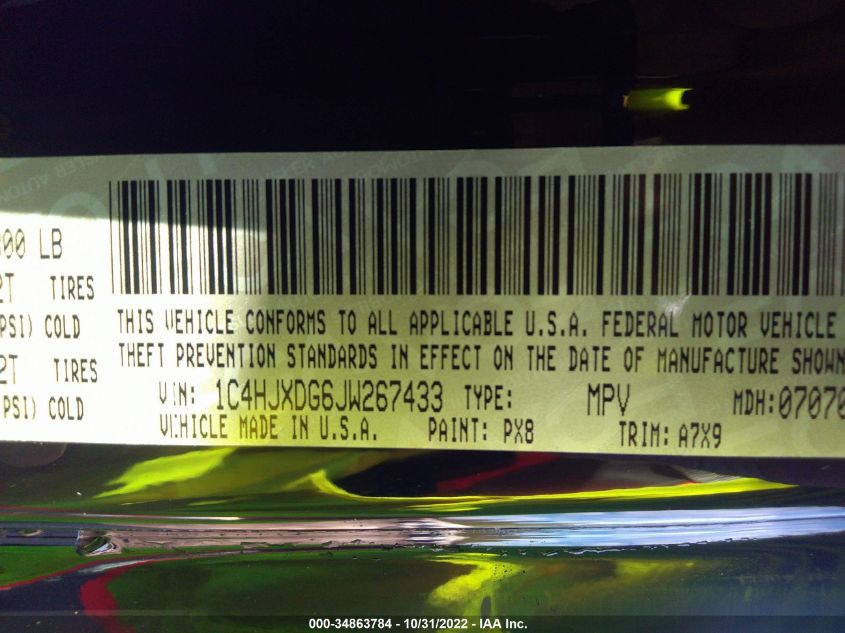 00 LB
2T TIRES
PSI) COLD
2T TIRES
PSI) COLD
THIS VEHICLE CONFORMS TO ALL APPLICABLE U.S.A. FEDERAL MOTOR VEHICLE
THEFT PREVENTION STANDARDS IN EFFECT ON THE DATE OF MANUFACTURE SHOWN
VIN: 1C4HJXDG6JW267433 TYPE: MPV MDH: 07070
VEHICLE MADE IN U.S.A. PAINT: PX8 TRIM: A7X9
000-34863784 - 10/31/2022 - IAA Inc.